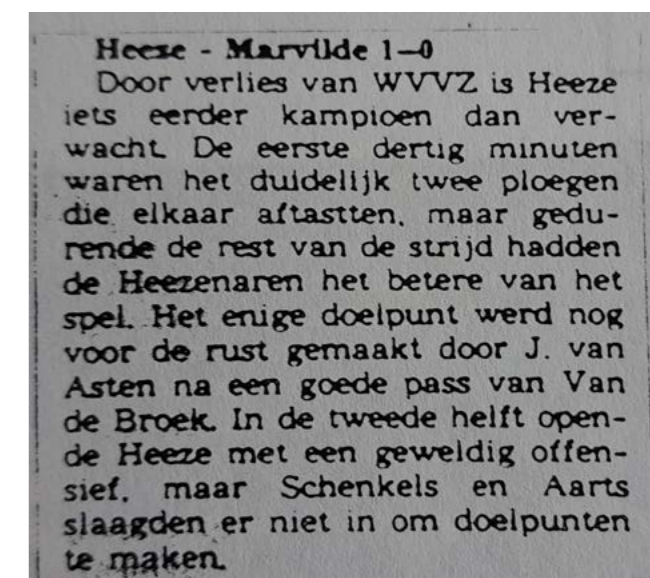 Heeze - Marvilde 1-0
Door verlies van WVVZ is Heeze
iets eerder kampioen dan ver-
wacht. De eerste dertig minuten
waren het duidelijk twee ploegen
die elkaar aftastten, maar gedu-
rende de rest van de strijd hadden
de Heezenaren het betere van het
spel. Het enige doelpunt werd nog
voor de rust gemaakt door J. van
Asten na een goede pass van Van
de Broek. In de tweede helft open-
de Heeze met een geweldig offen-
sief, maar Schenkels en Aarts
slaagden er niet in om doelpunten
te maken.